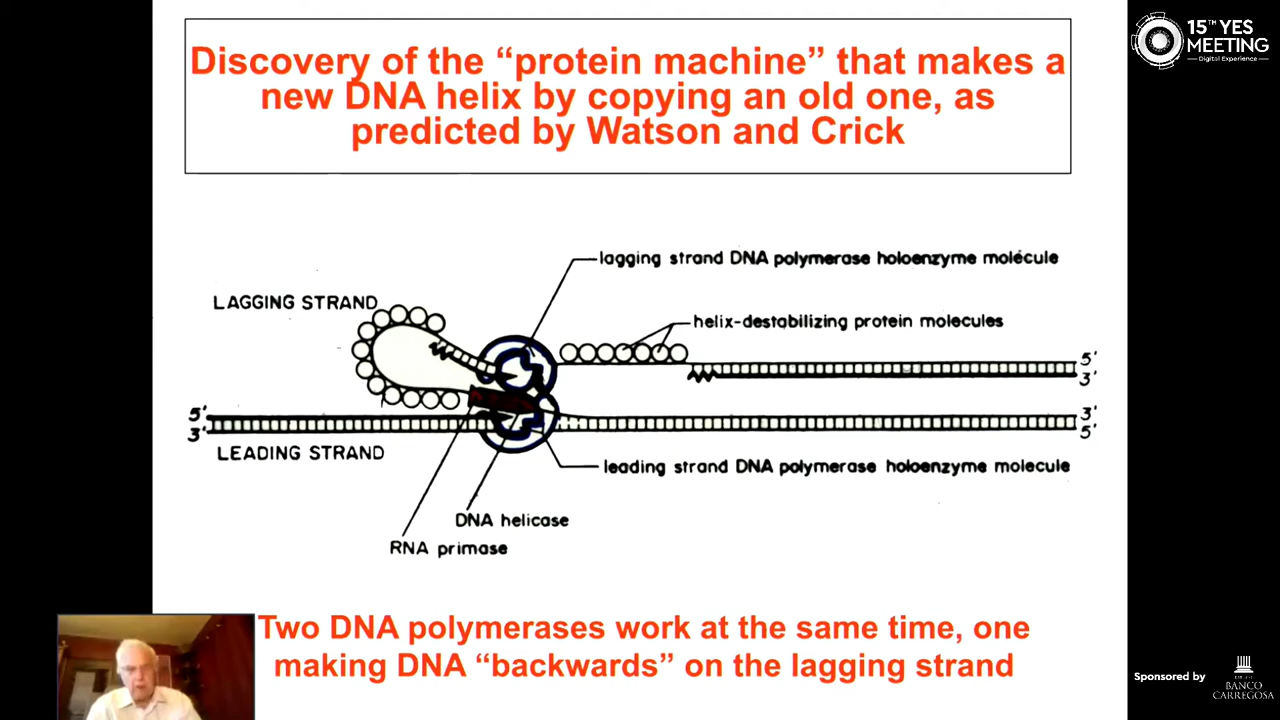 Discovery of the “protein machine” that makes a
new DNA helix by copying an old one, as
predicted by Watson and Crick
15TH YES
MEETING
Digital Experience
lagging strand DNA polymerase holoenzyme molécule
LAGGING STRAND
helix-destabilizing protein molecules
5'
3'
5'
3'
3'
5'
LEADING STRAND
leading strand DNA polymerase holoenzyme molecule
DNA helicase
RNA primase
Two DNA polymerases work at the same time, one
making DNA “backwards” on the lagging strand
Sponsored by
BANCO
CARREGOSA